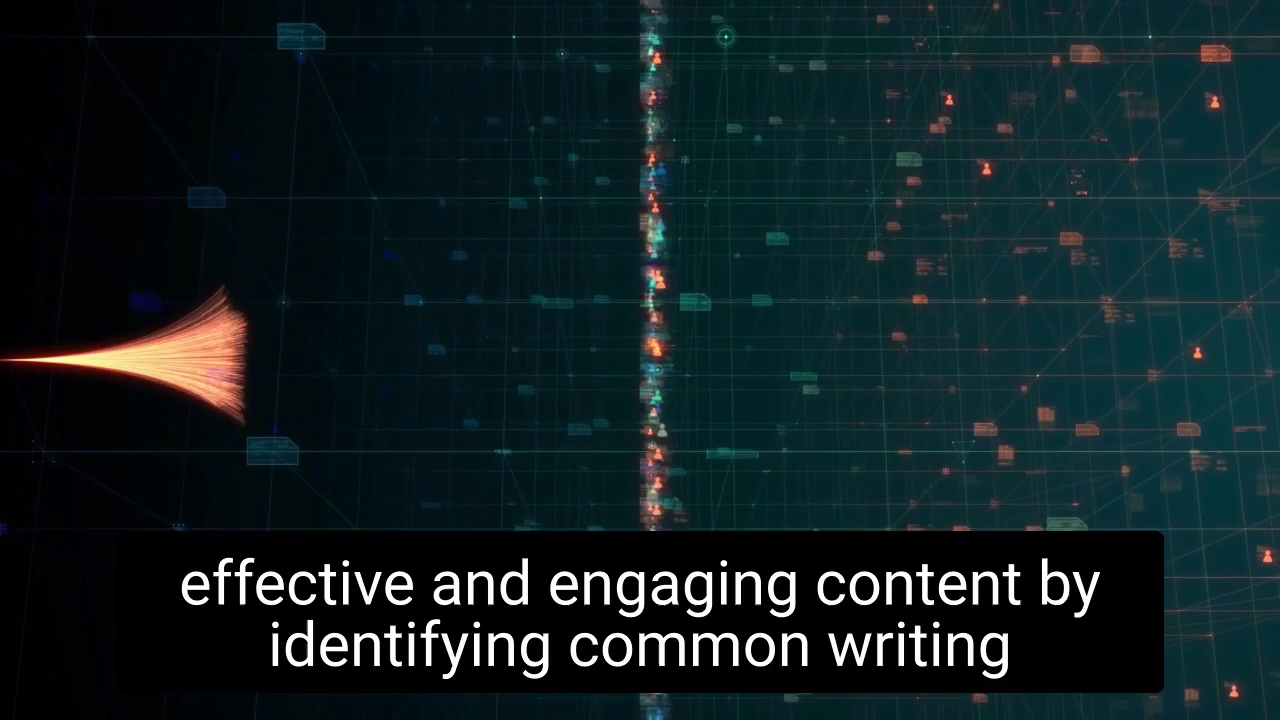 effective and engaging content by
identifying common writing